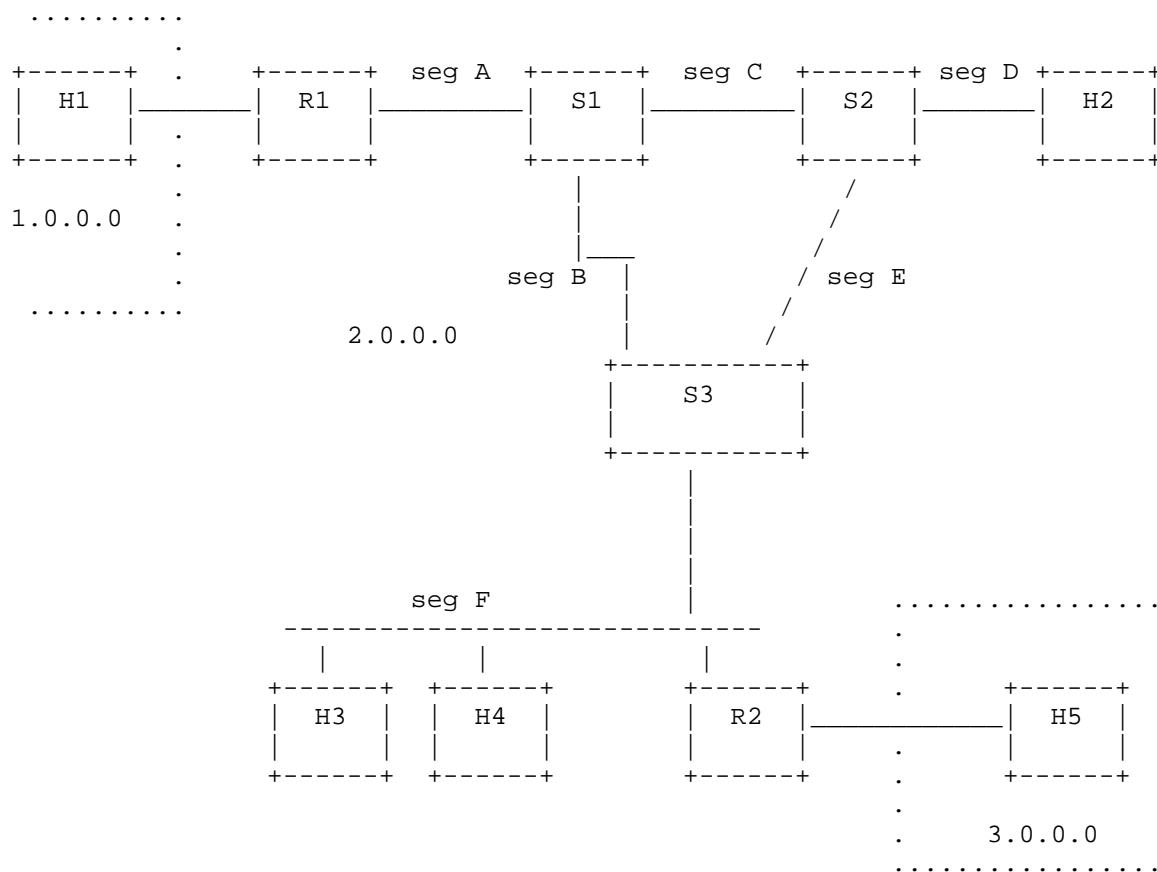 seg A seg C seg D
H1 R1 S1 S2 H2
1.0.0.0
seg B seg E
2.0.0.0
S3
seg F
H3 H4 R2 H5
3.0.0.0